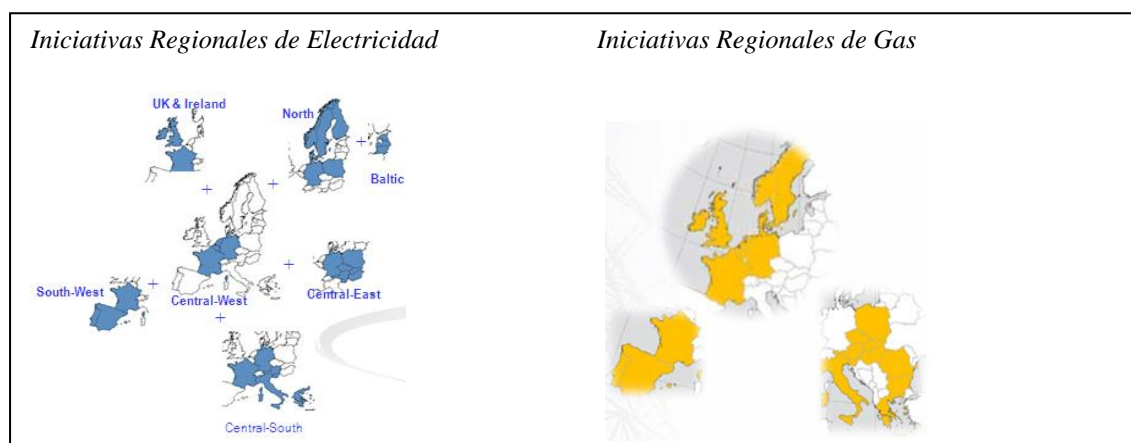 Iniciativas Regionales de Electricidad
Iniciativas Regionales de Gas
UK & Ireland
North
Baltic
South-West
Central-West
Central-East
Central-South